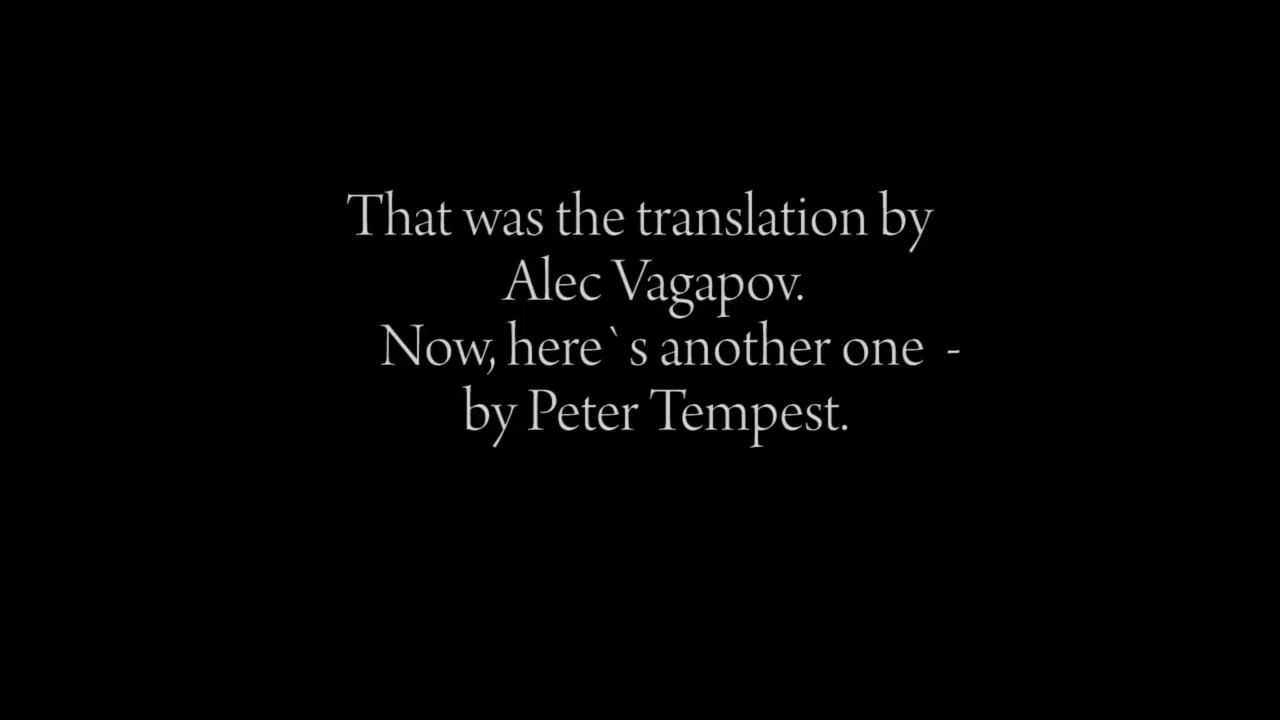 That was the translation by
Alec Vagapov.
Now, here`s another one -
by Peter Tempest.